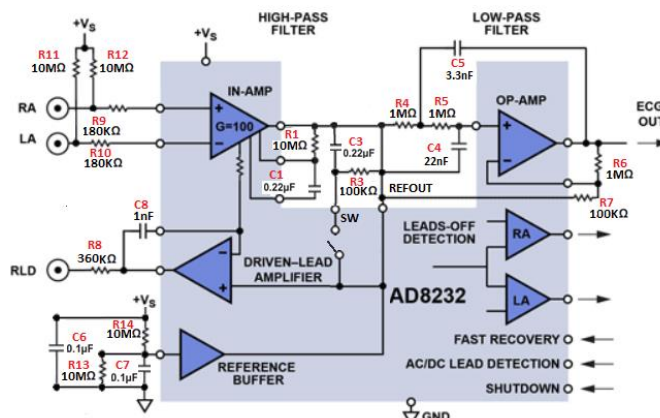 HIGH-PASS
FILTER
LOW-PASS
FILTER
+VS
+VS
R11
10MΩ
R12
10MΩ
C5
3.3nF
IN-AMP
G=100
+
−
RA
LA
R9
180KΩ
R10
180KΩ
R1
10MΩ
C3
0.22µF
R4
1MΩ
R5
1MΩ
OP-AMP
+
−
ECG
OUT
C4
22nF
C1
0.22µF
R3
100KΩ
REFOUT
R6
1MΩ
R7
100KΩ
C8
1nF
SW
LEADS-OFF
DETECTION
RA
R8
360KΩ
RLD
−
+
DRIVEN–LEAD
AMPLIFIER
AD8232
LA
+VS
R14
10MΩ
C6
0.1µF
R13
10MΩ
C7
0.1µF
REFERENCE
BUFFER
FAST RECOVERY
AC/DC LEAD DETECTION
SHUTDOWN
GND